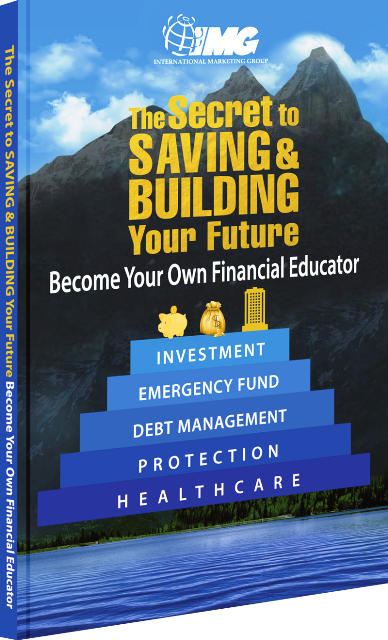 IMG
INTERNATIONAL MARKETING GROUP
The Secret to
SAVING &
BUILDING
Your Future
Become Your Own Financial Educator
INVESTMENT
EMERGENCY FUND
DEBT MANAGEMENT
PROTECTION
HEALTHCARE
The Secret to SAVING & BUILDING Your Future Become Your Own Financial Educator